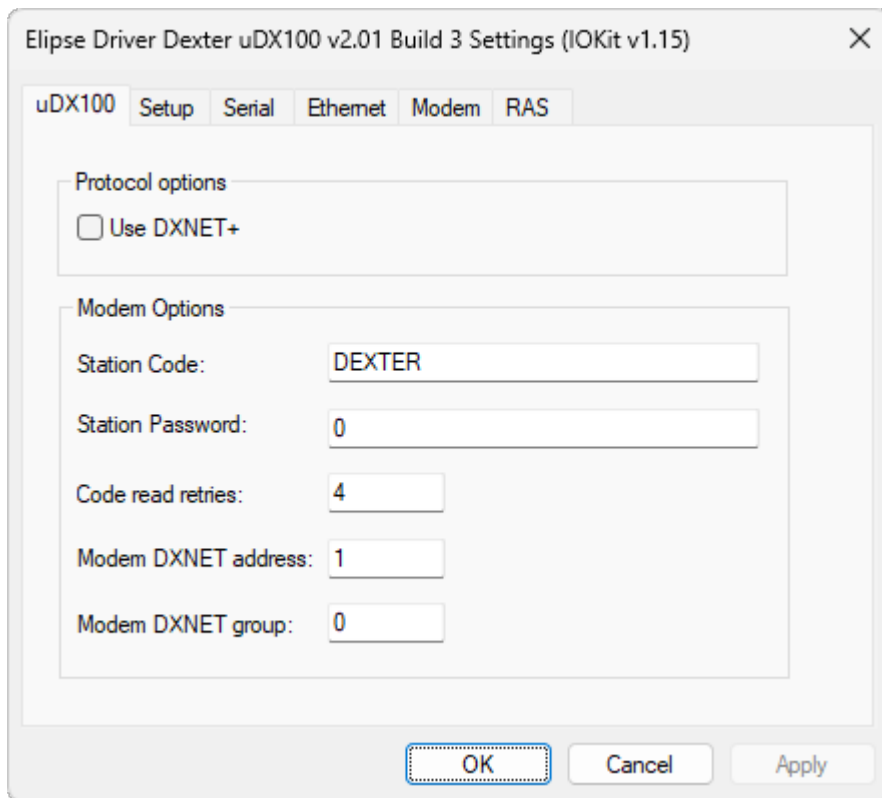 Elipse Driver Dexter uDX100 v2.01 Build 3 Settings (IOKit v1.15)
uDX100 Setup Serial Ethernet Modem RAS
Protocol options
Use DXNET+
Modem Options
Station Code: DEXTER
Station Password: 0
Code read retries: 4
Modem DXNET address: 1
Modem DXNET group: 0
OK Cancel Apply